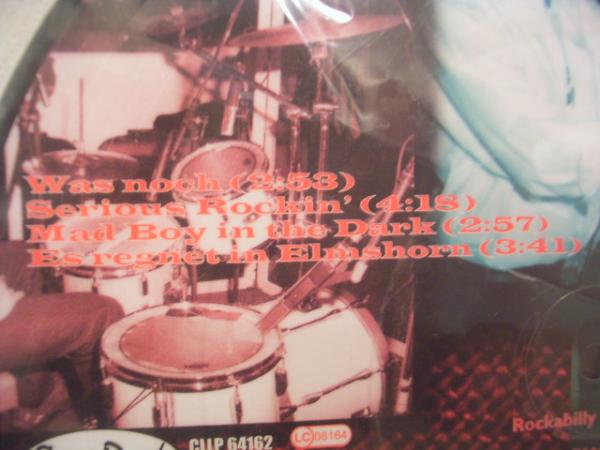 Was noch (2:53)
Serious Rockin' (4:18)
Mad Boy in the Dark (2:57)
Es regnet in Elmshorn (3:41)
CLLP 64162
LC 08164
Rockabilly